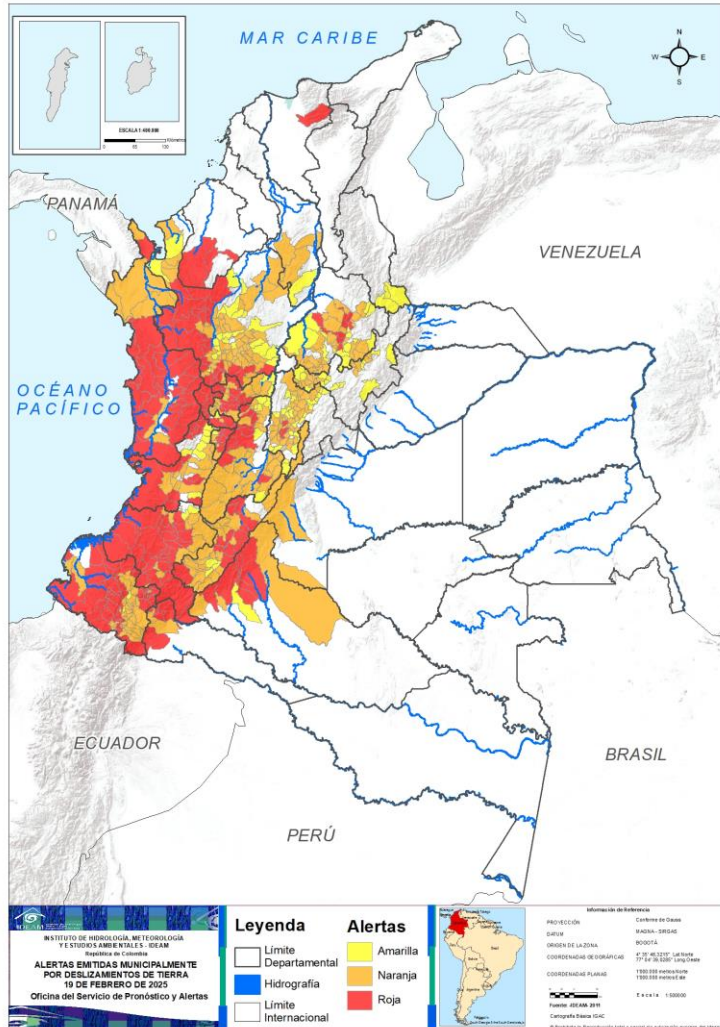 MAR CARIBE
N
W
E
S
ESCALA 1:400.000
PANAMÁ
VENEZUELA
OCÉANO
PACÍFICO
ECUADOR
BRASIL
PERÚ
IDEAM
INSTITUTO DE HIDROLOGÍA, METEOROLOGÍA
Y ESTUDIOS AMBIENTALES - IDEAM
República de Colombia
ALERTAS EMITIDAS MUNICIPALMENTE
POR DESLIZAMIENTOS DE TIERRA
19 DE FEBRERO DE 2025
Oficina del Servicio de Pronóstico y Alertas
Leyenda
Límite
Departamental
Hidrografía
Límite
Internacional
Alertas
Amarilla
Naranja
Roja
Información de Referencia
PROYECCIÓN Conforme de Gauss
DATUM MAGNA - SIRGAS
ORIGEN DE LA ZONA BOGOTÁ
COORDENADAS GEOGRÁFICAS
COORDENADAS PLANAS
Escala
Fuente:
Cartografía Básica IGAC